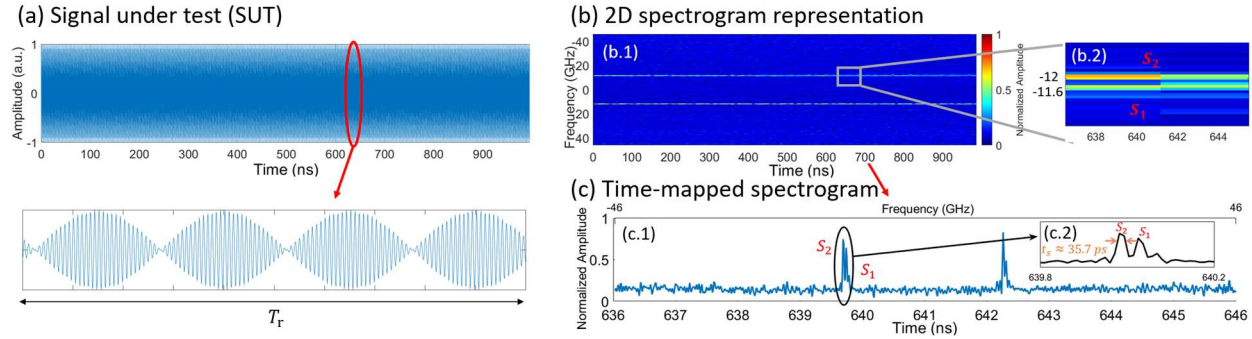 (a) Signal under test (SUT)
Amplitude (a.u.)
1
0
-1
0 100 200 300 400 500 600 700 800 900
Time (ns)
T_r
(b) 2D spectrogram representation
(b.1)
Frequency (GHz)
-40
-20
0
20
40
0 100 200 300 400 500 600 700 800 900
Time (ns)
1
0.5
0
Normalized Amplitude
(b.2)
S_2
-12
-11.6
S_1
638 640 642 644
(c) Time-mapped spectrogram
-46 Frequency (GHz) 46
Normalized Amplitude
1
0.5
0
(c.1)
S_2
S_1
(c.2)
S_2 S_1
t_s ≈ 35.7 ps
639.8 640.2
636 637 638 639 640 641 642 643 644 645 646
Time (ns)